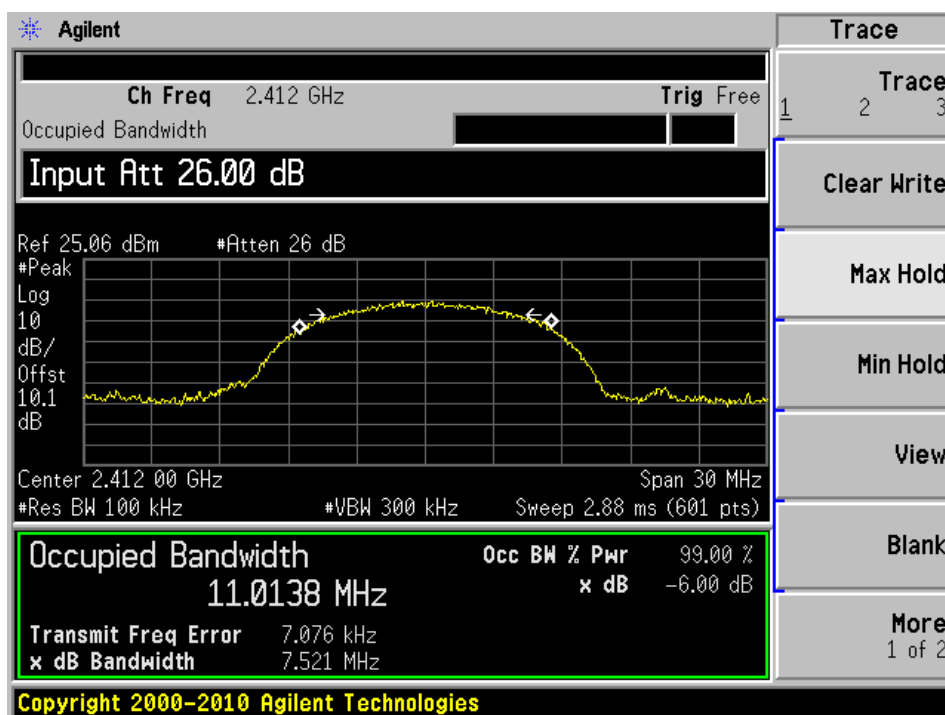 Agilent
Trace
Ch Freq 2.412 GHz Trig Free
Occupied Bandwidth
Trace
1 2 3
Input Att 26.00 dB
Clear Write
Ref 25.06 dBm #Atten 26 dB
#Peak
Log
10
dB/
Offst
10.1
dB
Max Hold
Min Hold
View
Center 2.412 00 GHz Span 30 MHz
#Res BW 100 kHz #VBW 300 kHz Sweep 2.88 ms (601 pts)
Occupied Bandwidth Occ BW % Pwr 99.00 %
11.0138 MHz x dB -6.00 dB
Transmit Freq Error 7.076 kHz
x dB Bandwidth 7.521 MHz
Blank
More
1 of 2
Copyright 2000-2010 Agilent Technologies